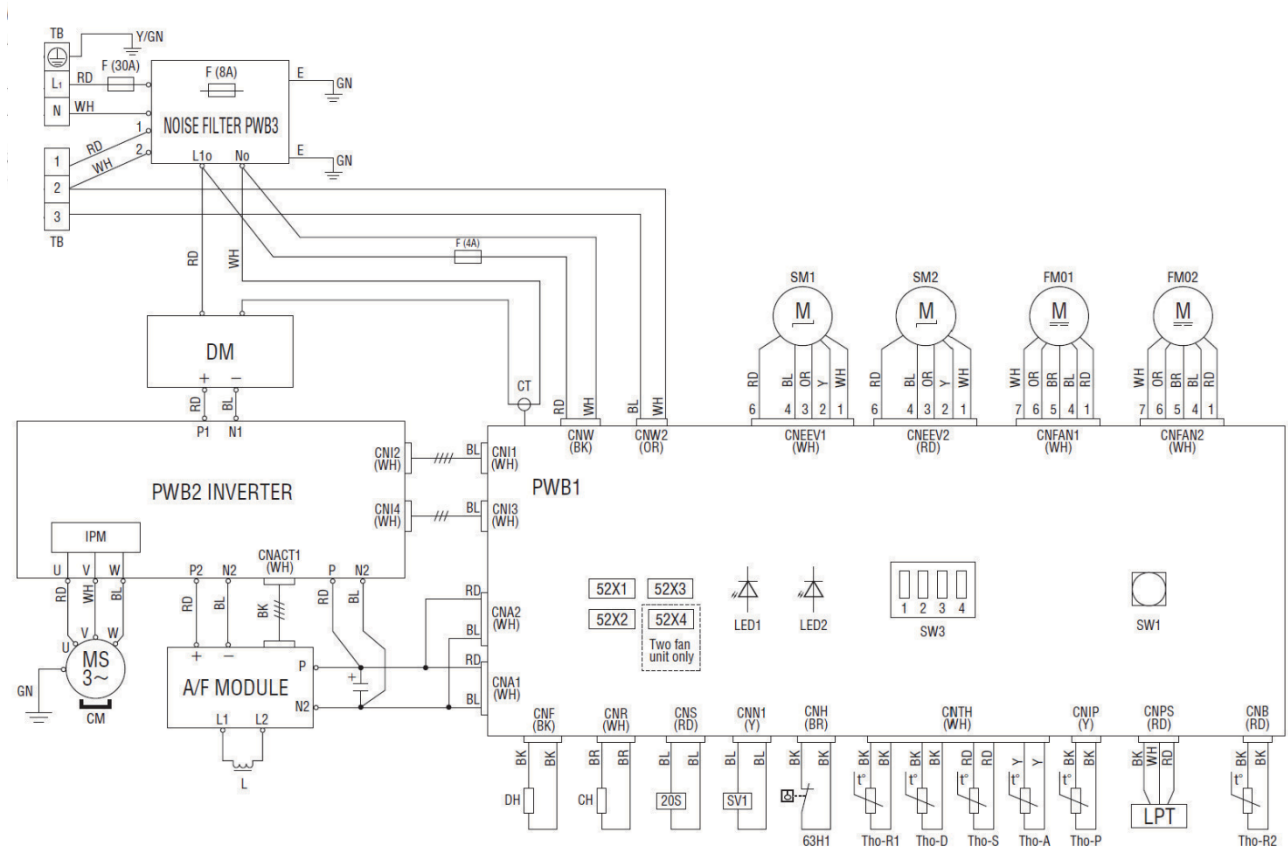 TB
Y/GN
L1
RD
F (30A)
N
WH
F (8A)
NOISE FILTER PWB3
E
GN
E
GN
1
2
RD
WH
L1o
No
1
2
3
TB
RD
WH
F (4A)
DM
+
−
RD
BL
P1
N1
CT
RD
WH
BL
WH
SM1
M
RD
BL
OR
Y
WH
6
4
3
2
1
SM2
M
RD
BL
OR
Y
WH
6
4
3
2
1
FM01
M
WH
OR
BR
BL
RD
7
6
5
4
1
FM02
M
WH
OR
BR
BL
RD
7
6
5
4
1
CNW
(BK)
CNW2
(OR)
CNEEV1
(WH)
CNEEV2
(RD)
CNFAN1
(WH)
CNFAN2
(WH)
PWB2 INVERTER
CNI2
(WH)
BL
CNI1
(WH)
CNI4
(WH)
BL
CNI3
(WH)
PWB1
IPM
U
V
W
P2
N2
CNACT1
(WH)
P
N2
RD
WH
BL
RD
BL
BK
RD
BL
U
V
W
MS
3~
GN
CM
+
−
A/F MODULE
P
N2
L1
L2
L
+
RD
BL
CNA2
(WH)
RD
BL
CNA1
(WH)
52X1
52X3
52X2
52X4
Two fan
unit only
LED1
LED2
1 2 3 4
SW3
SW1
CNF
(BK)
CNR
(WH)
CNS
(RD)
CNN1
(Y)
CNH
(BR)
CNTH
(WH)
CNIP
(Y)
CNPS
(RD)
CNB
(RD)
BK
BK
BR
BR
BL
BL
BL
BL
BK
BK
BK
BK
BK
BK
RD
RD
Y
Y
BK
BK
BK
WH
RD
BK
BK
DH
CH
20S
SV1
t°
t°
t°
t°
t°
LPT
t°
63H1
Tho-R1
Tho-D
Tho-S
Tho-A
Tho-P
Tho-R2